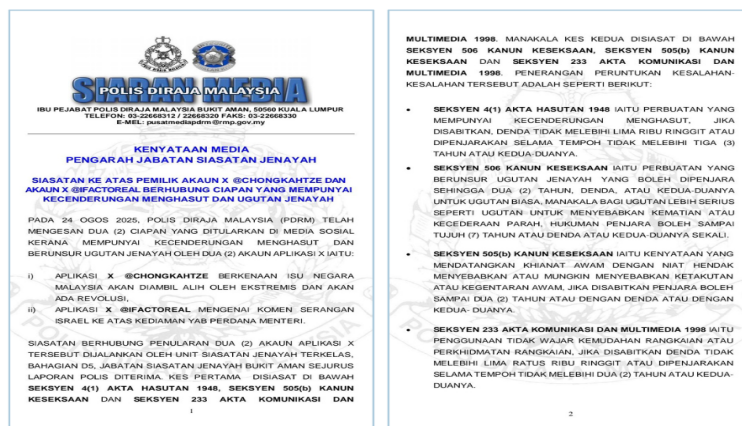 SIARAN MEDIA
POLIS DIRAJA MALAYSIA
IBU PEJABAT POLIS DIRAJA MALAYSIA BUKIT AMAN, 50560 KUALA LUMPUR
TELEFON: 03-22668312 / 22668320 FAKS: 03-22668330
E-MEL: pusatmediapdrm@rmp.gov.my
KENYATAAN MEDIA
PENGARAH JABATAN SIASATAN JENAYAH
SIASATAN KE ATAS PEMILIK AKAUN X @CHONGKAHTZE DAN
AKAUN X @IFACTOREAL BERHUBUNG CIAPAN YANG MEMPUNYAI
KECENDERUNGAN MENGHASUT DAN UGUTAN JENAYAH
PADA 24 OGOS 2025, POLIS DIRAJA MALAYSIA (PDRM) TELAH
MENGESAN DUA (2) CIAPAN YANG DITULARKAN DI MEDIA SOSIAL
KERANA MEMPUNYAI KECENDERUNGAN MENGHASUT DAN
BERUNSUR UGUTAN JENAYAH OLEH DUA (2) AKAUN APLIKASI X IAITU:
i) APLIKASI X @CHONGKAHTZE BERKENAAN ISU NEGARA
MALAYSIA AKAN DIAMBIL ALIH OLEH EKSTREMIS DAN AKAN
ADA REVOLUSI,
ii) APLIKASI X @IFACTOREAL MENGENAI KOMEN SERANGAN
ISRAEL KE ATAS KEDIAMAN YAB PERDANA MENTERI.
SIASATAN BERHUBUNG PENULARAN DUA (2) AKAUN APLIKASI X
TERSEBUT DIJALANKAN OLEH UNIT SIASATAN JENAYAH TERKELAS,
BAHAGIAN D5, JABATAN SIASATAN JENAYAH BUKIT AMAN SEJURUS
LAPORAN POLIS DITERIMA. KES PERTAMA DISIASAT DI BAWAH
SEKSYEN 4(1) AKTA HASUTAN 1948, SEKSYEN 505(b) KANUN
KESEKSAAN DAN SEKSYEN 233 AKTA KOMUNIKASI DAN
1
MULTIMEDIA 1998. MANAKALA KES KEDUA DISIASAT DI BAWAH
SEKSYEN 506 KANUN KESEKSAAN, SEKSYEN 505(b) KANUN
KESEKSAAN DAN SEKSYEN 233 AKTA KOMUNIKASI DAN
MULTIMEDIA 1998. PENERANGAN PERUNTUKAN KESALAHAN-
KESALAHAN TERSEBUT ADALAH SEPERTI BERIKUT:
• SEKSYEN 4(1) AKTA HASUTAN 1948 IAITU PERBUATAN YANG
MEMPUNYAI KECENDERUNGAN MENGHASUT, JIKA
DISABITKAN, DENDA TIDAK MELEBIHI LIMA RIBU RINGGIT ATAU
DIPENJARAKAN SELAMA TEMPOH TIDAK MELEBIHI TIGA (3)
TAHUN ATAU KEDUA-DUANYA.
• SEKSYEN 506 KANUN KESEKSAAN IAITU PERBUATAN YANG
BERUNSUR UGUTAN JENAYAH YANG BOLEH DIPENJARA
SEHINGGA DUA (2) TAHUN, DENDA, ATAU KEDUA-DUANYA
UNTUK UGUTAN BIASA, MANAKALA BAGI UGUTAN LEBIH SERIUS
SEPERTI UGUTAN UNTUK MENYEBABKAN KEMATIAN ATAU
KECEDERAAN PARAH, HUKUMAN PENJARA BOLEH SAMPAI
TUJUH (7) TAHUN ATAU DENDA ATAU KEDUA-DUANYA SEKALI.
• SEKSYEN 505(b) KANUN KESEKSAAN IAITU KENYATAAN YANG
MENDATANGKAN KHIANAT AWAM DENGAN NIAT HENDAK
MENYEBABKAN ATAU MUNGKIN MENYEBABKAN KETAKUTAN
ATAU KEGENTARAN AWAM, JIKA DISABITKAN PENJARA BOLEH
SAMPAI DUA (2) TAHUN ATAU DENGAN DENDA ATAU DENGAN
KEDUA- DUANYA.
• SEKSYEN 233 AKTA KOMUNIKASI DAN MULTIMEDIA 1998 IAITU
PENGGUNAAN TIDAK WAJAR KEMUDAHAN RANGKAIAN ATAU
PERKHIDMATAN RANGKAIAN, JIKA DISABITKAN DENDA TIDAK
MELEBIHI LIMA RATUS RIBU RINGGIT ATAU DIPENJARAKAN
SELAMA TEMPOH TIDAK MELEBIHI DUA (2) TAHUN ATAU KEDUA-
DUANYA.
2